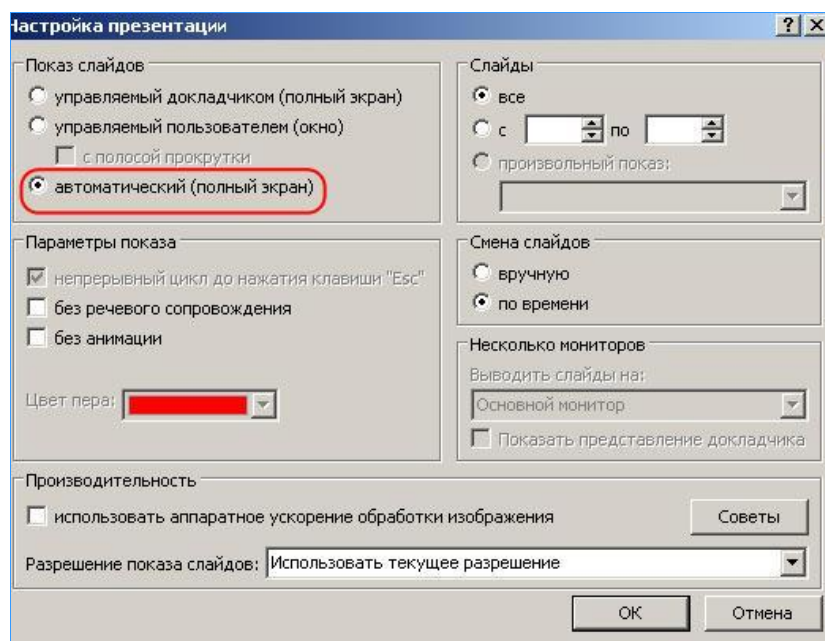 Настройка презентации
Показ слайдов
управляемый докладчиком (полный экран)
управляемый пользователем (окно)
с полосой прокрутки
автоматический (полный экран)
Слайды
все
с по
произвольный показ:
Параметры показа
непрерывный цикл до нажатия клавиши "Esc"
без речевого сопровождения
без анимации
Цвет пера:
Смена слайдов
вручную
по времени
Несколько мониторов
Выводить слайды на:
Основной монитор
Показать представление докладчика
Производительность
использовать аппаратное ускорение обработки изображения
Советы
Разрешение показа слайдов: Использовать текущее разрешение
ОК Отмена